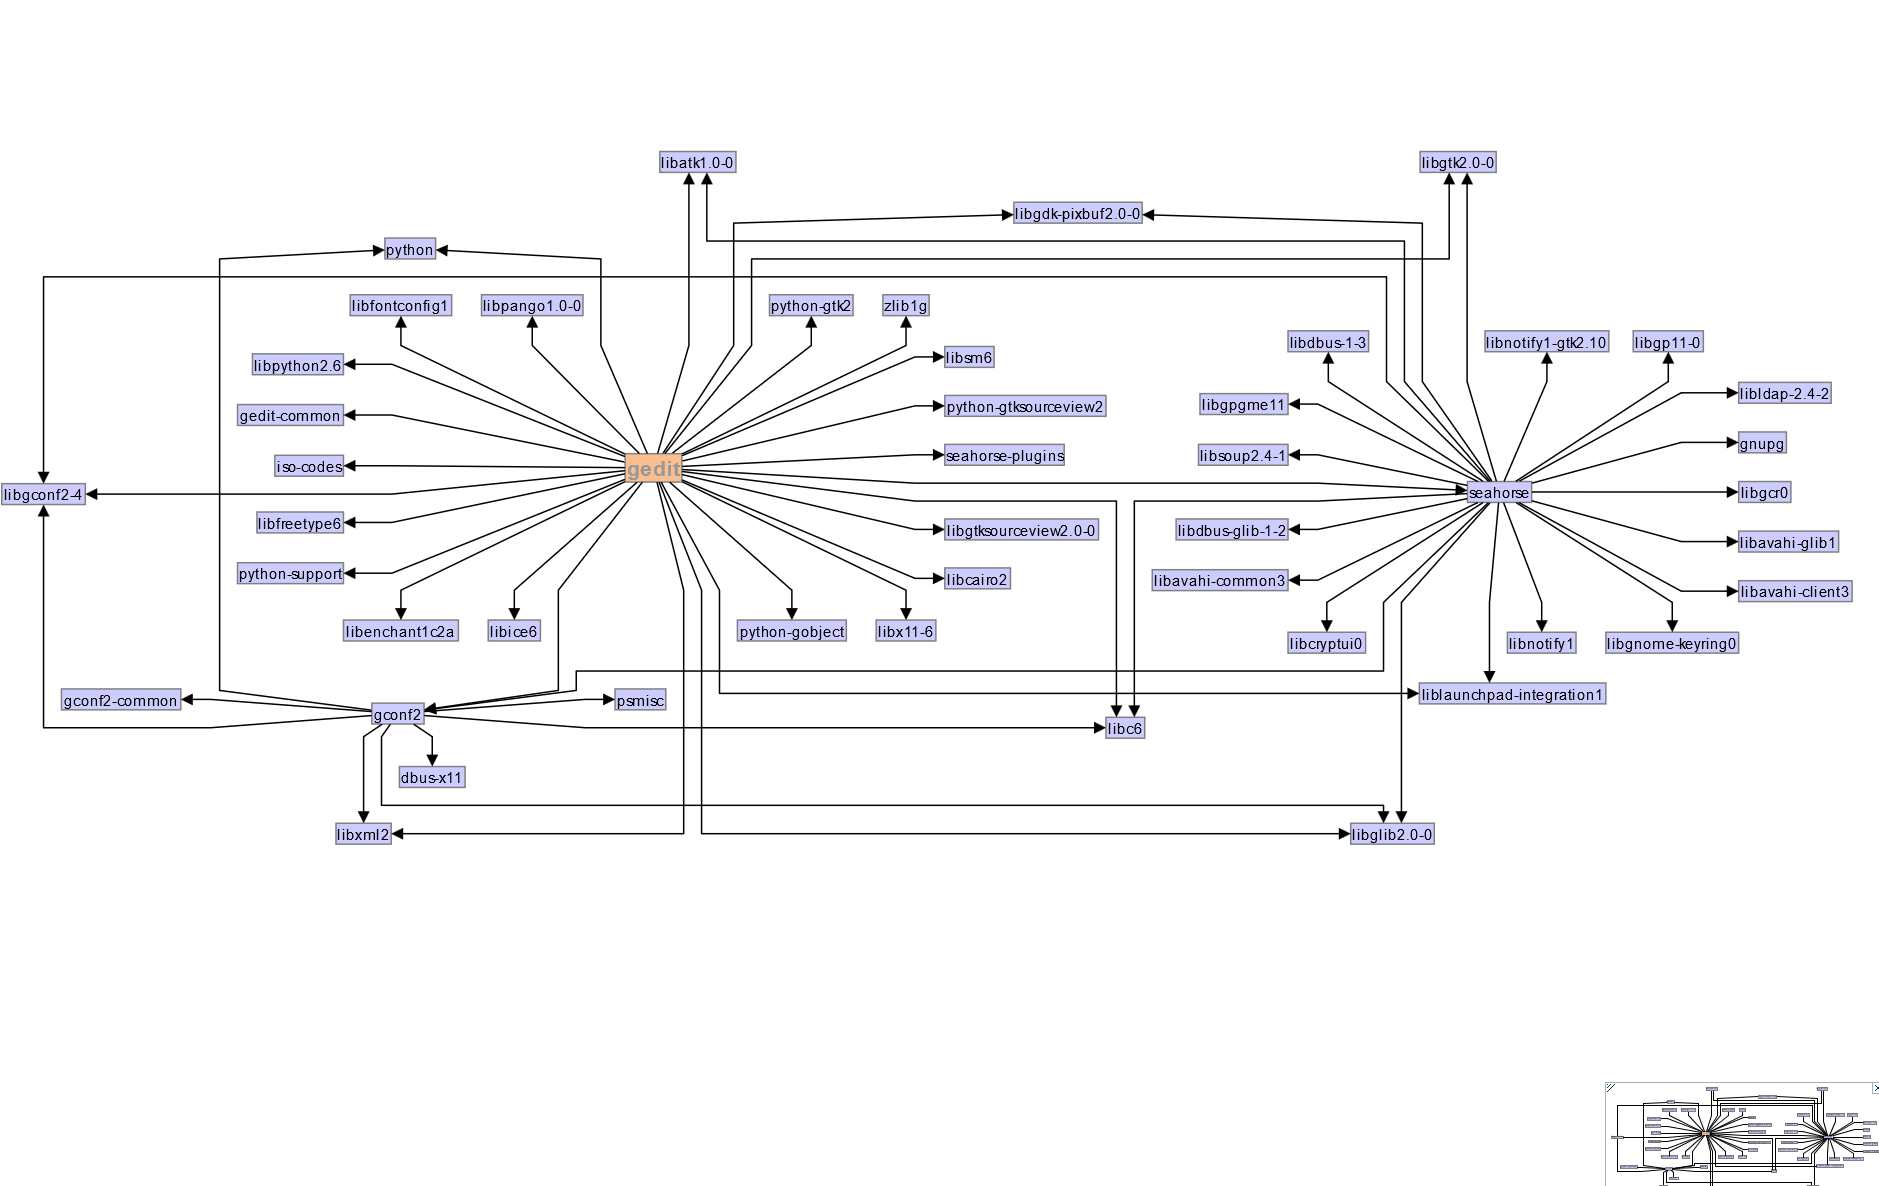 libatk1.0-0
libgtk2.0-0
libgdk-pixbuf2.0-0
python
libfontconfig1
libpango1.0-0
python-gtk2
zlib1g
libdbus-1-3
libnotify1-gtk2.10
libgp11-0
libsm6
libpython2.6
libldap-2.4-2
libgpgme11
python-gtksourceview2
gedit-common
gnupg
libsoup2.4-1
seahorse-plugins
iso-codes
gedit
seahorse
libgcr0
libgconf2-4
libfreetype6
libgtksourceview2.0-0
libdbus-glib-1-2
libavahi-glib1
python-support
libcairo2
libavahi-common3
libavahi-client3
libenchant1c2a
libice6
python-gobject
libx11-6
libcryptui0
libnotify1
libgnome-keyring0
liblaunchpad-integration1
gconf2-common
psmisc
gconf2
libc6
dbus-x11
libxml2
libglib2.0-0